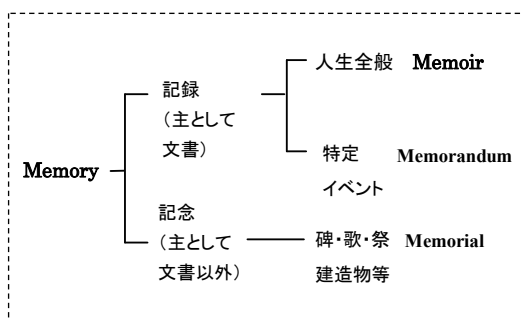 人生全般 Memoir
記録
(主として
文書)
特定 Memorandum
イベント
Memory
記念
(主として
文書以外)
碑・歌・祭 Memorial
建造物等